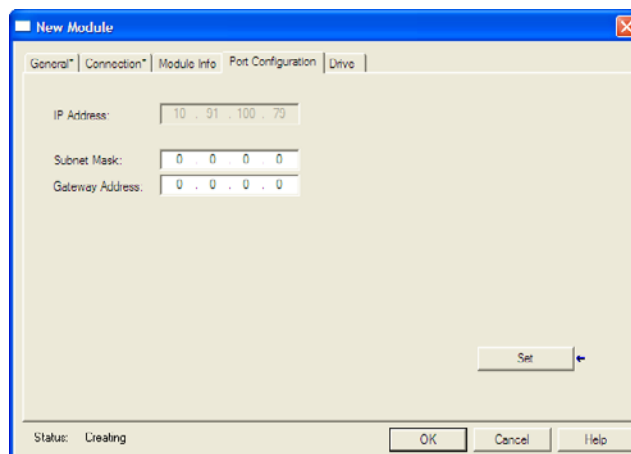 New Module
General* Connection* Module Info Port Configuration Drive
IP Address: 10 . 91 . 100 . 79
Subnet Mask: 0 . 0 . 0 . 0
Gateway Address: 0 . 0 . 0 . 0
Set
Status: Creating OK Cancel Help